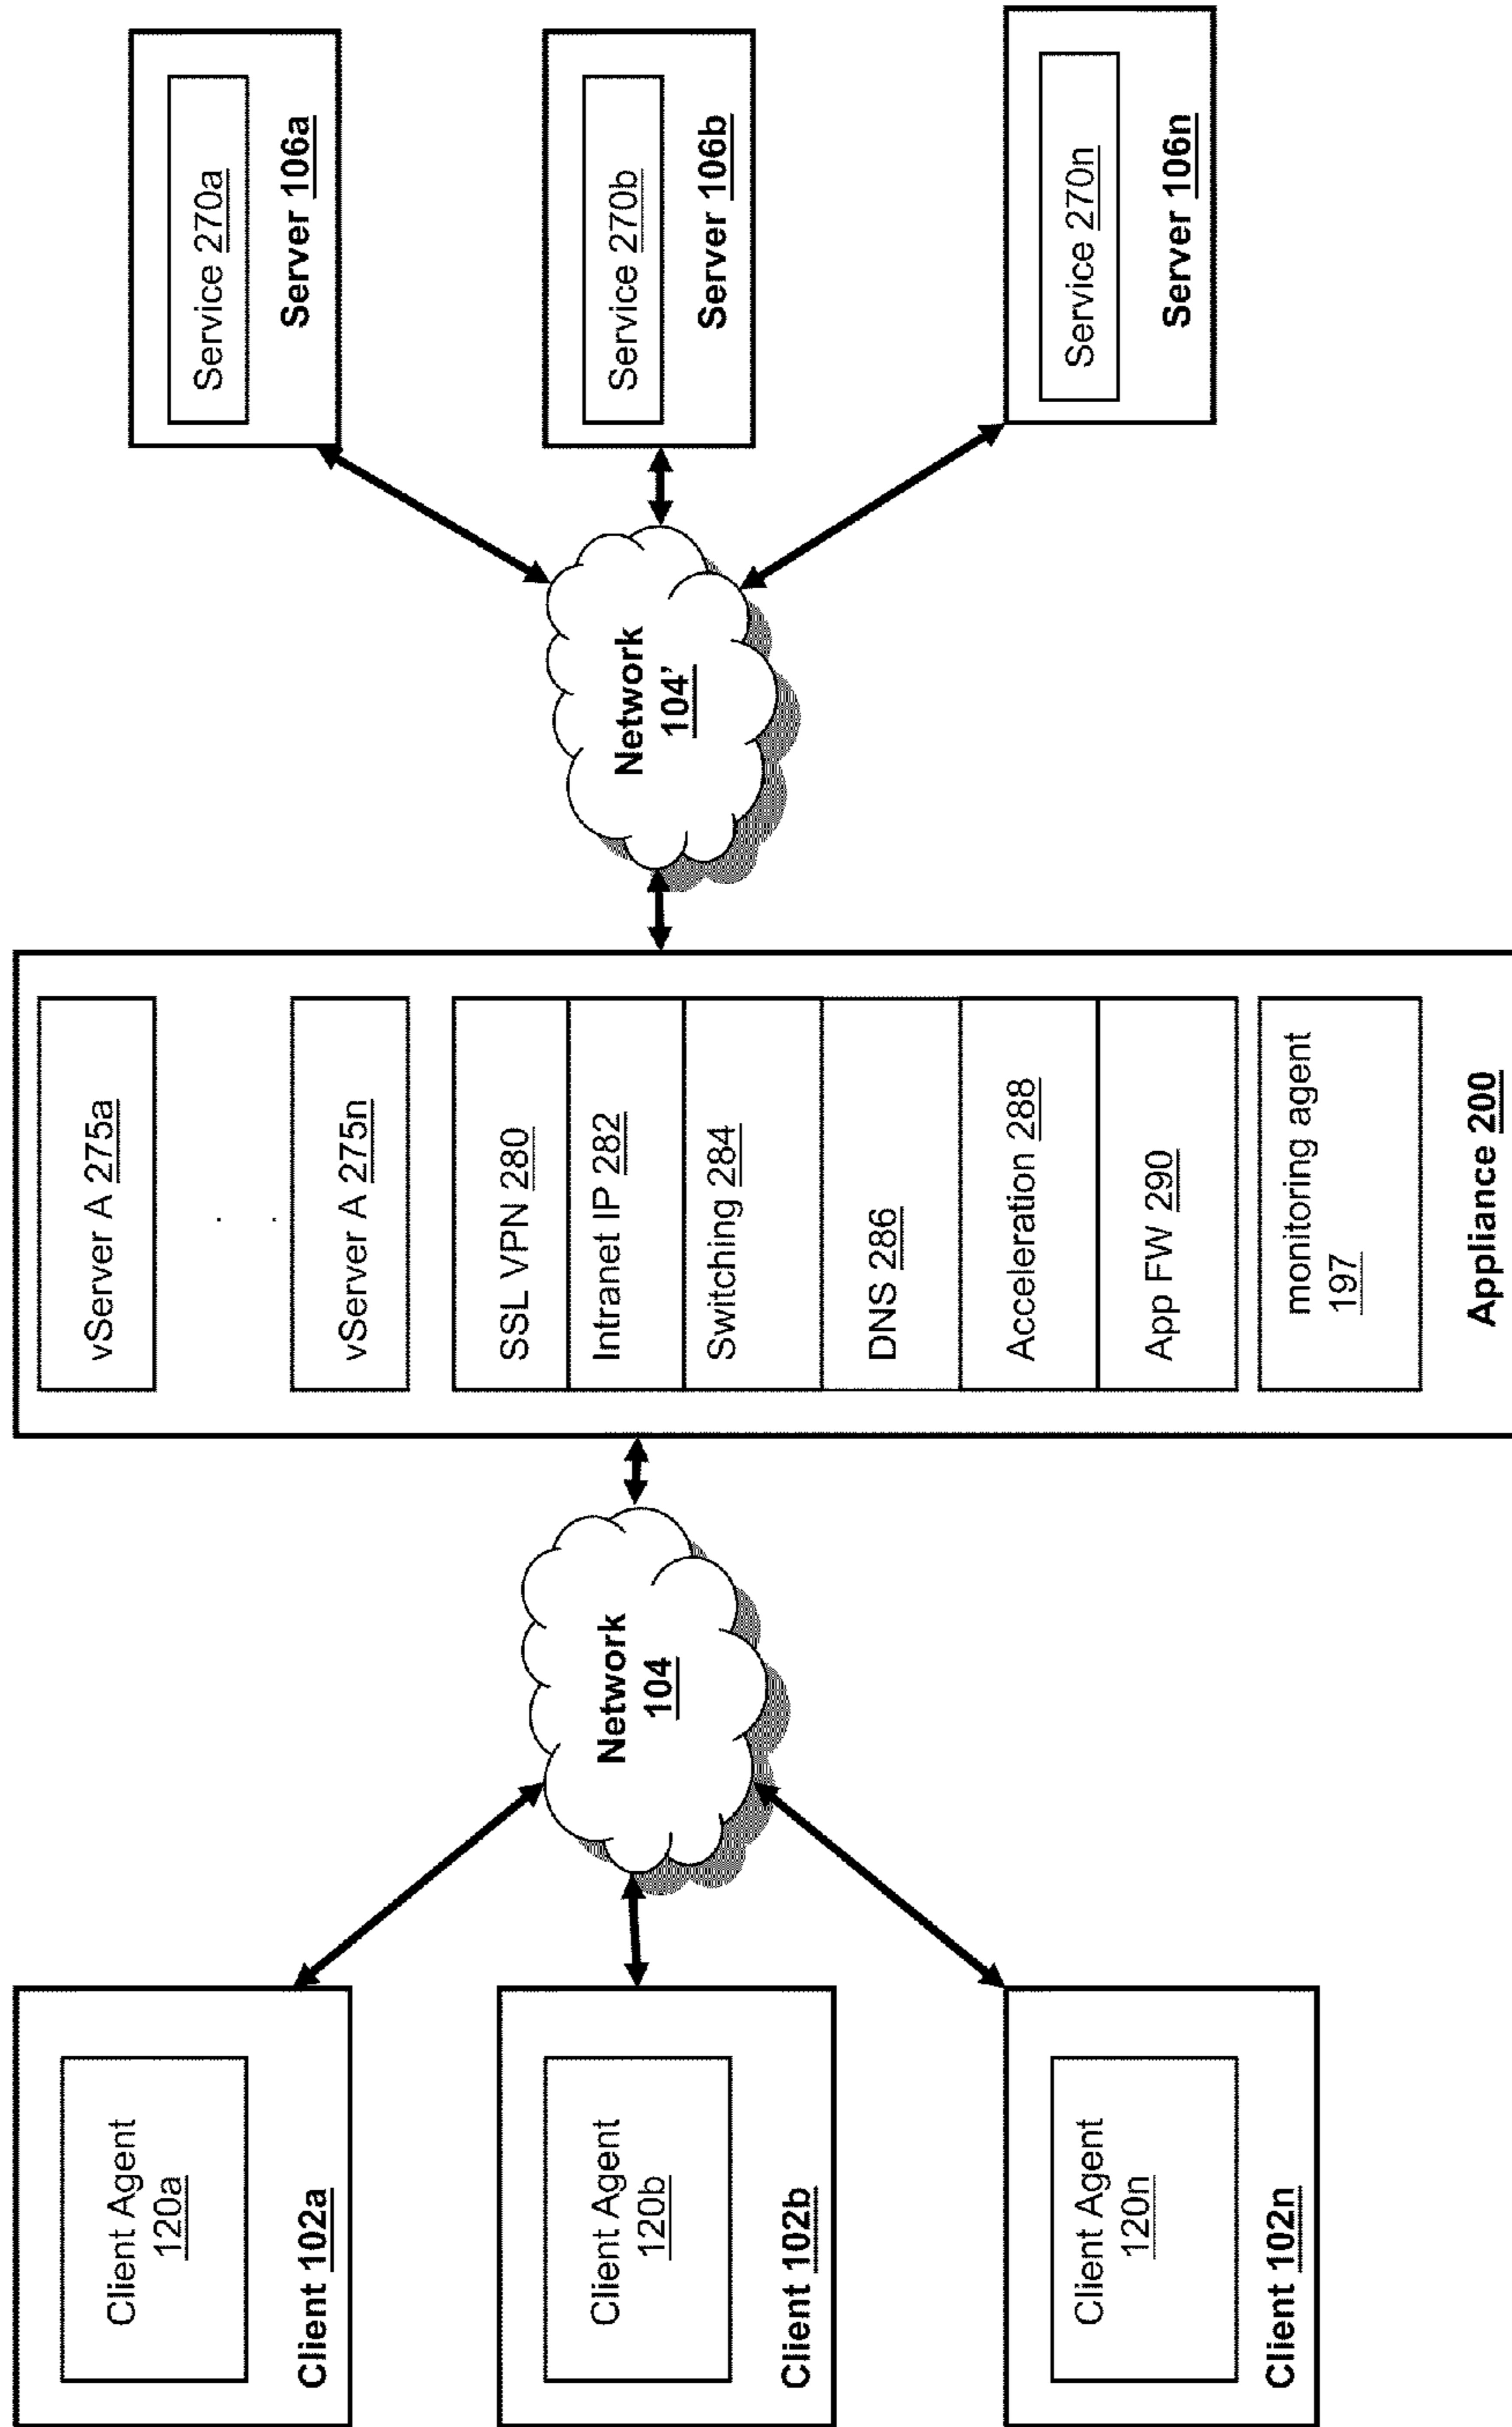 Client Agent
120a
Client 102a
Client Agent
120b
Client 102b
Client Agent
120n
Client 102n
Network
104
vServer A 275a
. .
vServer A 275n
SSL VPN 280
Intranet IP 282
Switching 284
DNS 286
Acceleration 288
App FW 290
monitoring agent
197
Appliance 200
Network
104’
Service 270a
Server 106a
Service 270b
Server 106b
Service 270n
Server 106n